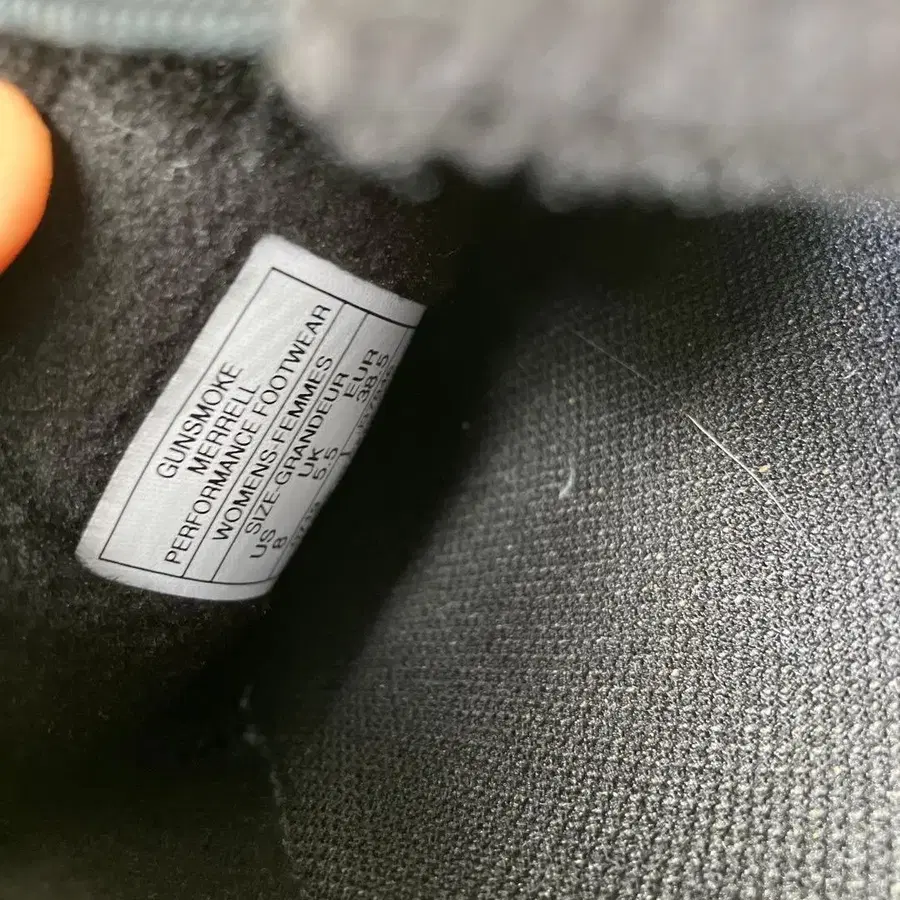 GUNSMOKE
MERRELL
PERFORMANCE FOOTWEAR
WOMENS-FEMMES
SIZE-GRANDEUR
US UK EUR
8 5.5 38.5